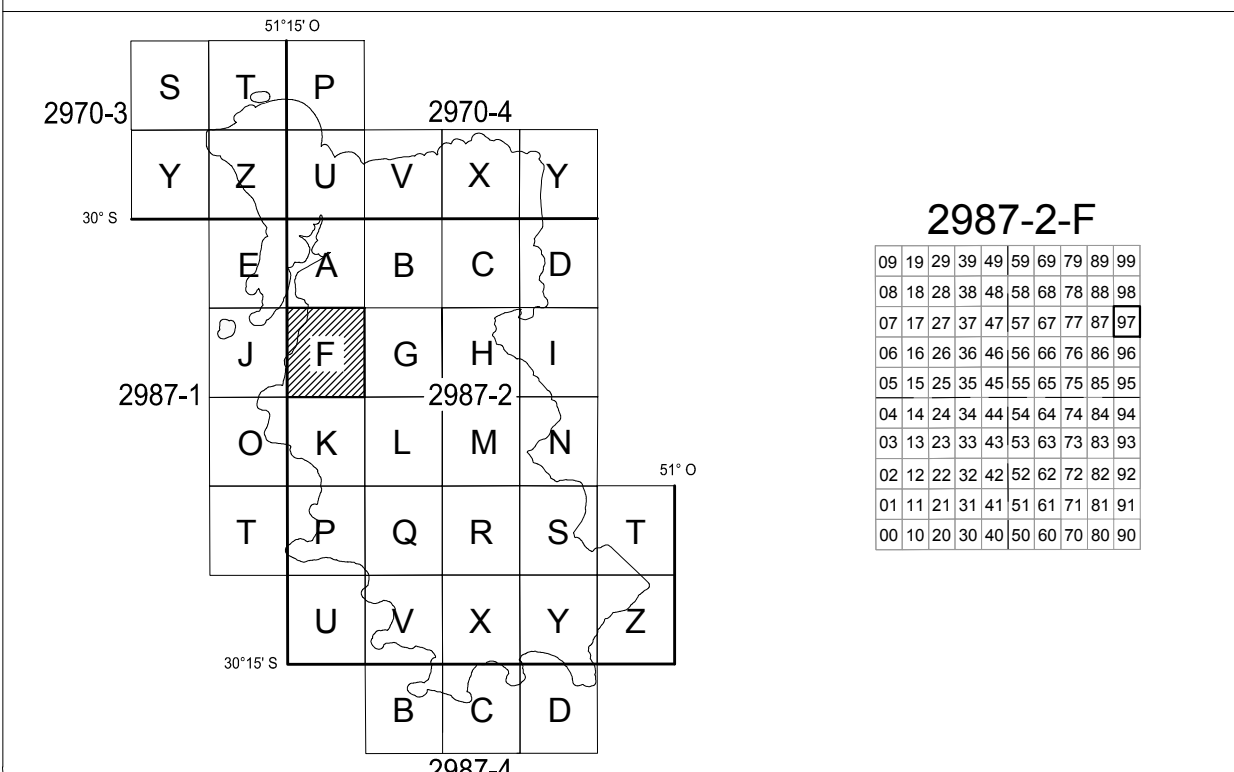 51°15' O
S T P
2970-3 2970-4
Y Z U V X Y
30° S
E A B C D
J F G H I
2987-1 2987-2
O K L M N
51° O
T P Q R S T
U V X Y Z
30°15' S
B C D
2987-4
2987-2-F
09 19 29 39 49 59 69 79 89 99
08 18 28 38 48 58 68 78 88 98
07 17 27 37 47 57 67 77 87 97
06 16 26 36 46 56 66 76 86 96
05 15 25 35 45 55 65 75 85 95
04 14 24 34 44 54 64 74 84 94
03 13 23 33 43 53 63 73 83 93
02 12 22 32 42 52 62 72 82 92
01 11 21 31 41 51 61 71 81 91
00 10 20 30 40 50 60 70 80 90